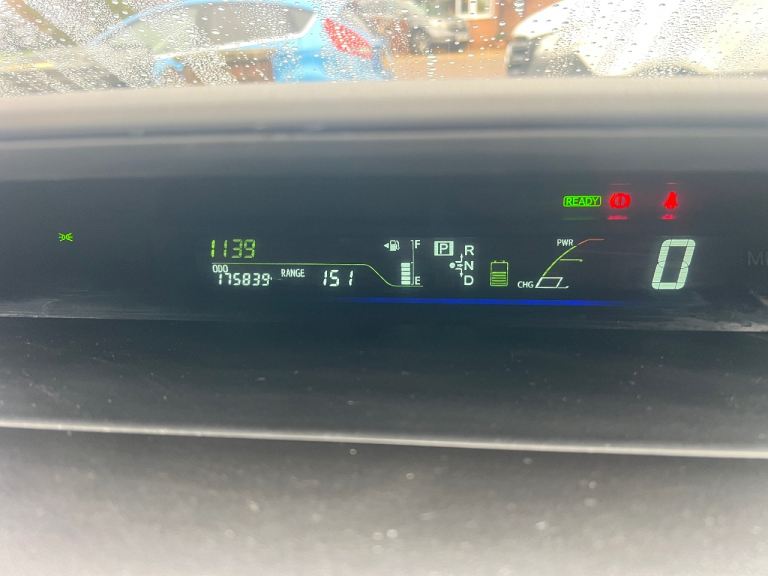 READY
1139
F
P
R
PWR
0
ODO
175839
RANGE
151
E
N
D
CHG